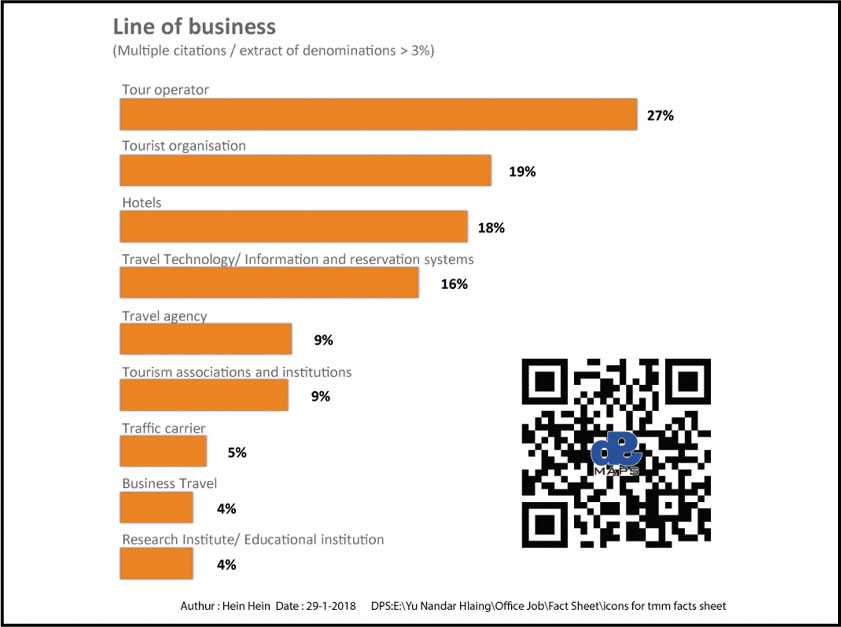 Line of business
(Multiple citations / extract of denominations > 3%)
Tour operator
27%
Tourist organisation
19%
Hotels
18%
Travel Technology/ Information and reservation systems
16%
Travel agency
9%
Tourism associations and institutions
9%
Traffic carrier
5%
Business Travel
4%
Research Institute/ Educational institution
4%
de
MAPS
Authur : Hein Hein Date : 29-1-2018 DPS:E:\Yu Nandar Hlaing\Office Job\Fact Sheet\icons for tmm facts sheet